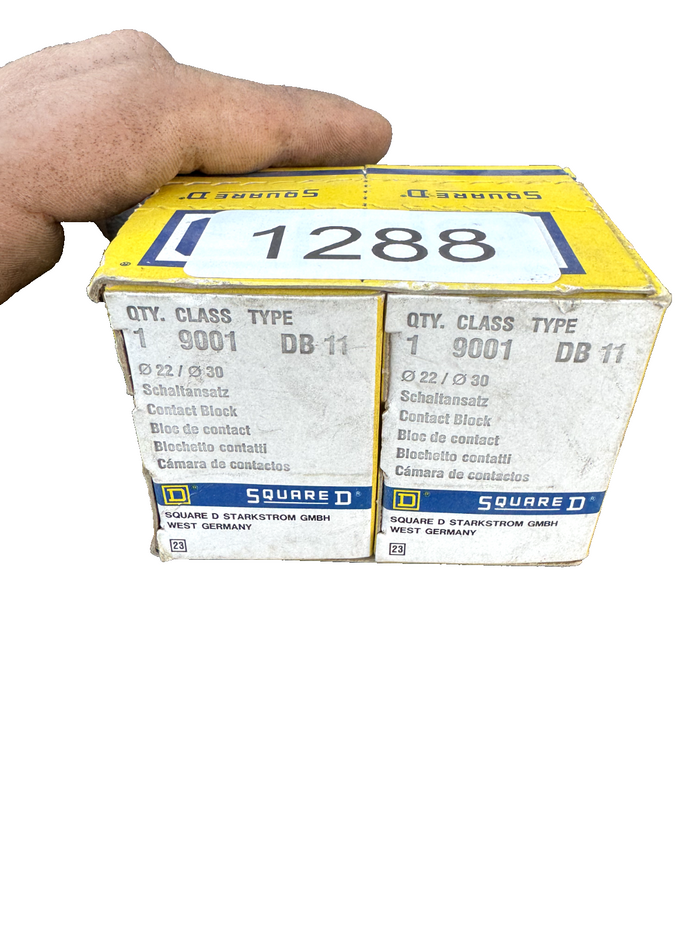 SQUARE D® SQUARE D®
1288
QTY. CLASS TYPE
1 9001 DB 11
Ø 22 / Ø 30
Schaltansatz
Contact Block
Bloc de contact
Blochetto contatti
Cámara de contactos
D ® SQUARE D ®
SQUARE D STARKSTROM GMBH
WEST GERMANY
23
QTY. CLASS TYPE
1 9001 DB 11
Ø 22 / Ø 30
Schaltansatz
Contact Block
Bloc de contact
Blochetto contatti
Cámara de contactos
D ® SQUARE D ®
SQUARE D STARKSTROM GMBH
WEST GERMANY
23